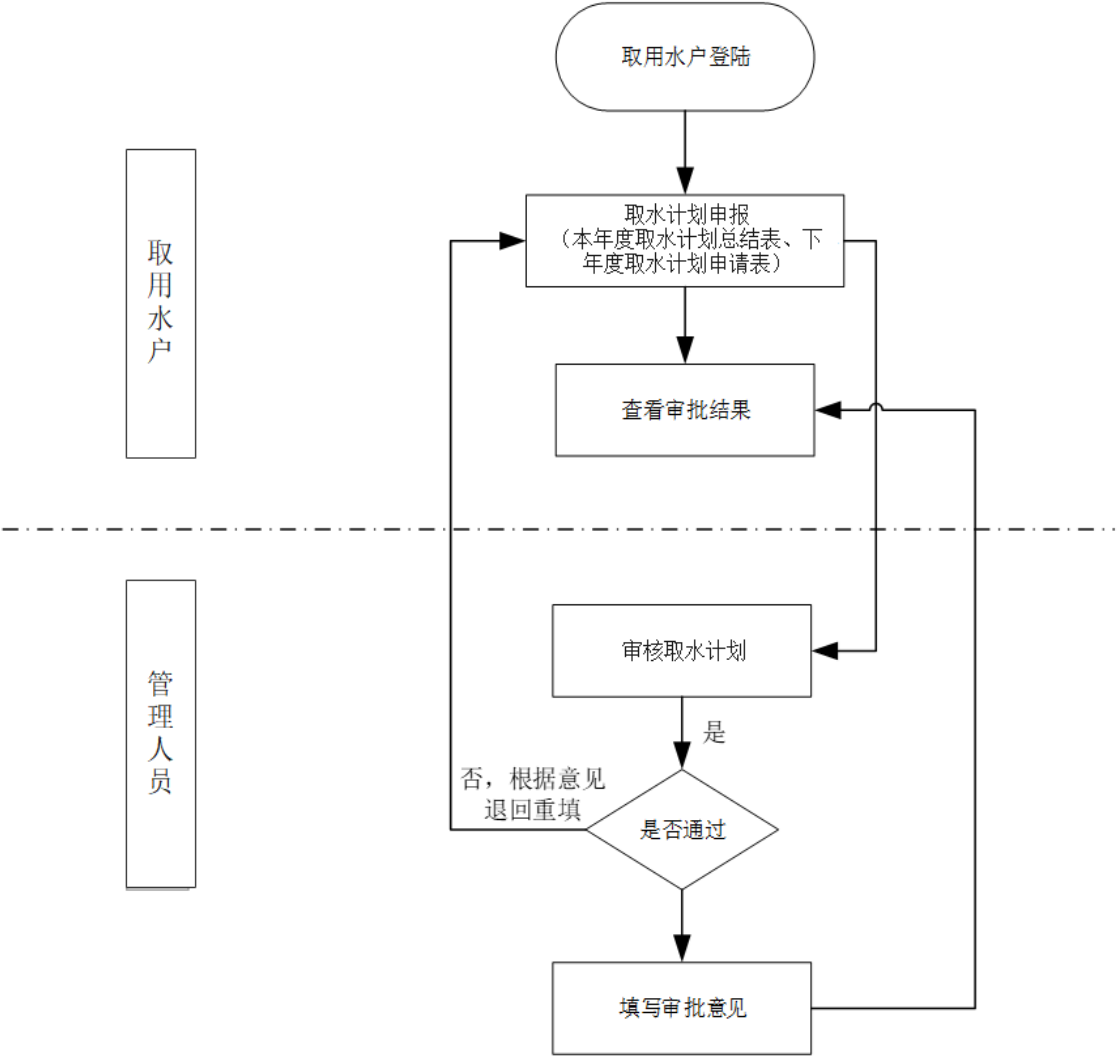 取用水户登陆
取水计划申报
（本年度取水计划总结表、下
年度取水计划申请表）
取用水户
查看审批结果
审核取水计划
是
管理人员
否，根据意见
退回重填
是否通过
填写审批意见